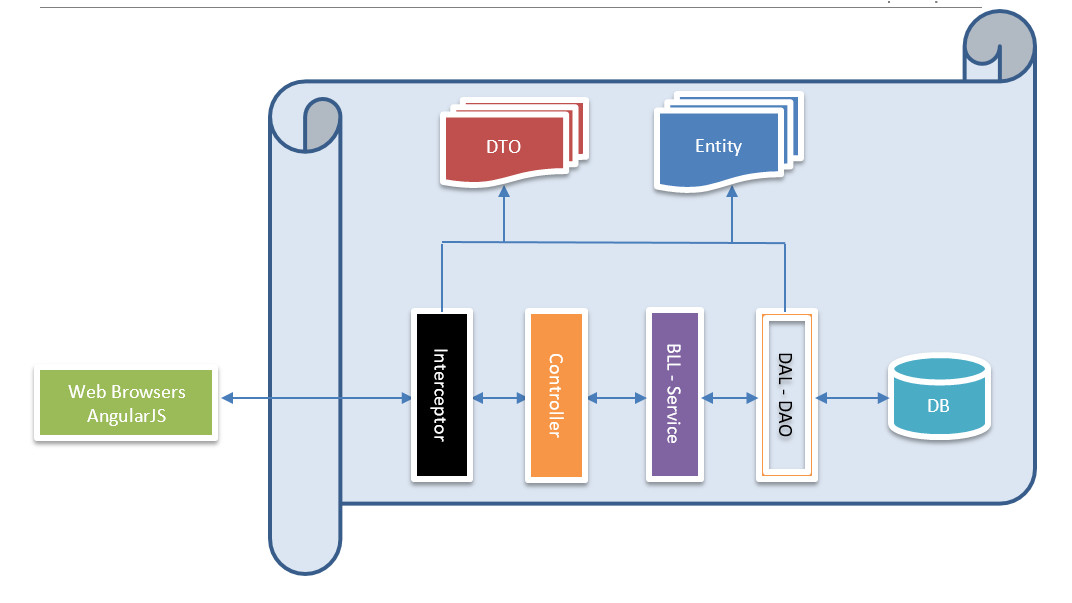 DTO
Entity
Web Browsers
AngularJS
Interceptor
Controller
BLL - Service
DAL - DAO
DB